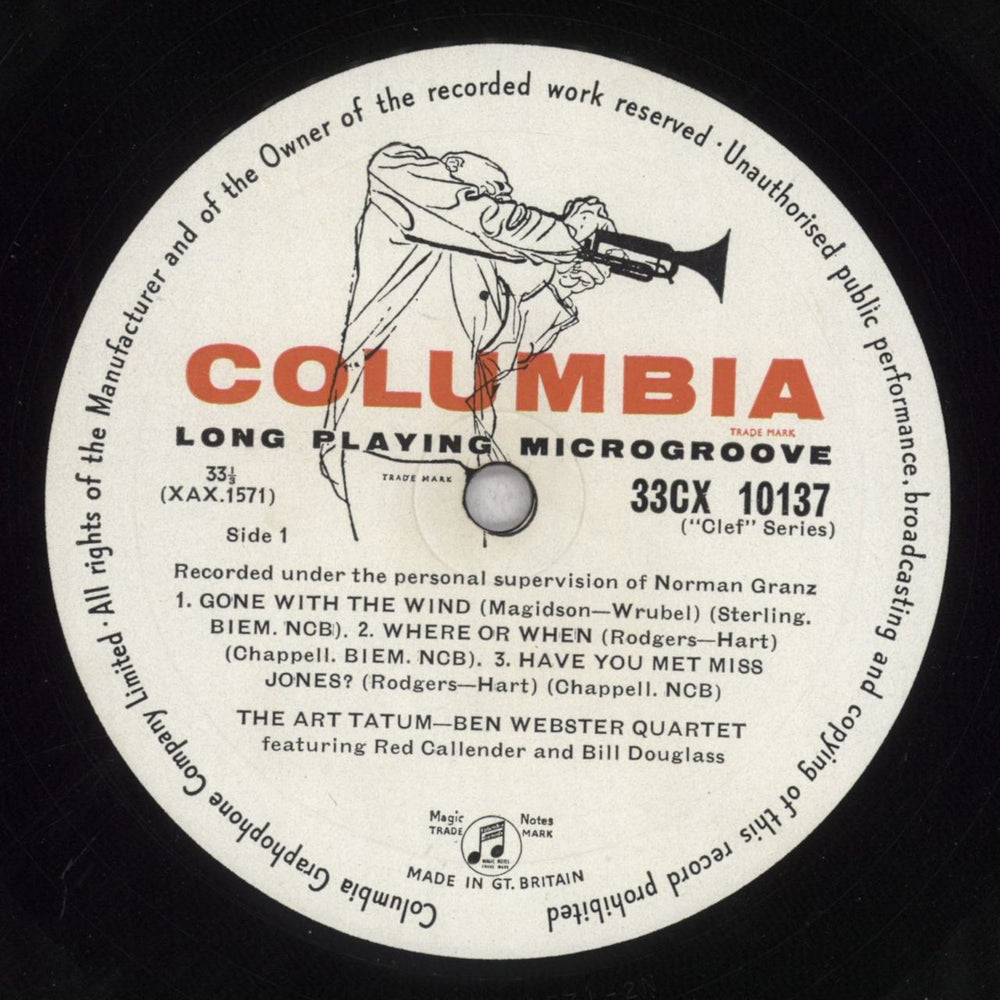 Columbia Graphophone Company Limited · All rights of the Manufacturer and of the Owner of the recorded work reserved · Unauthorised public performance, broadcasting and copying of this record prohibited
COLUMBIA
TRADE MARK
LONG PLAYING MICROGROOVE
TRADE MARK
33⅓
(XAX.1571)
33CX 10137
("Clef" Series)
Side 1
Recorded under the personal supervision of Norman Granz
1. GONE WITH THE WIND (Magidson—Wrubel) (Sterling.
BIEM. NCB). 2. WHERE OR WHEN (Rodgers—Hart)
(Chappell. BIEM. NCB). 3. HAVE YOU MET MISS
JONES? (Rodgers—Hart) (Chappell. NCB)
THE ART TATUM—BEN WEBSTER QUARTET
featuring Red Callender and Bill Douglass
Magic Notes
TRADE MARK
MAGIC NOTES
TRADE MARK
MADE IN GT. BRITAIN